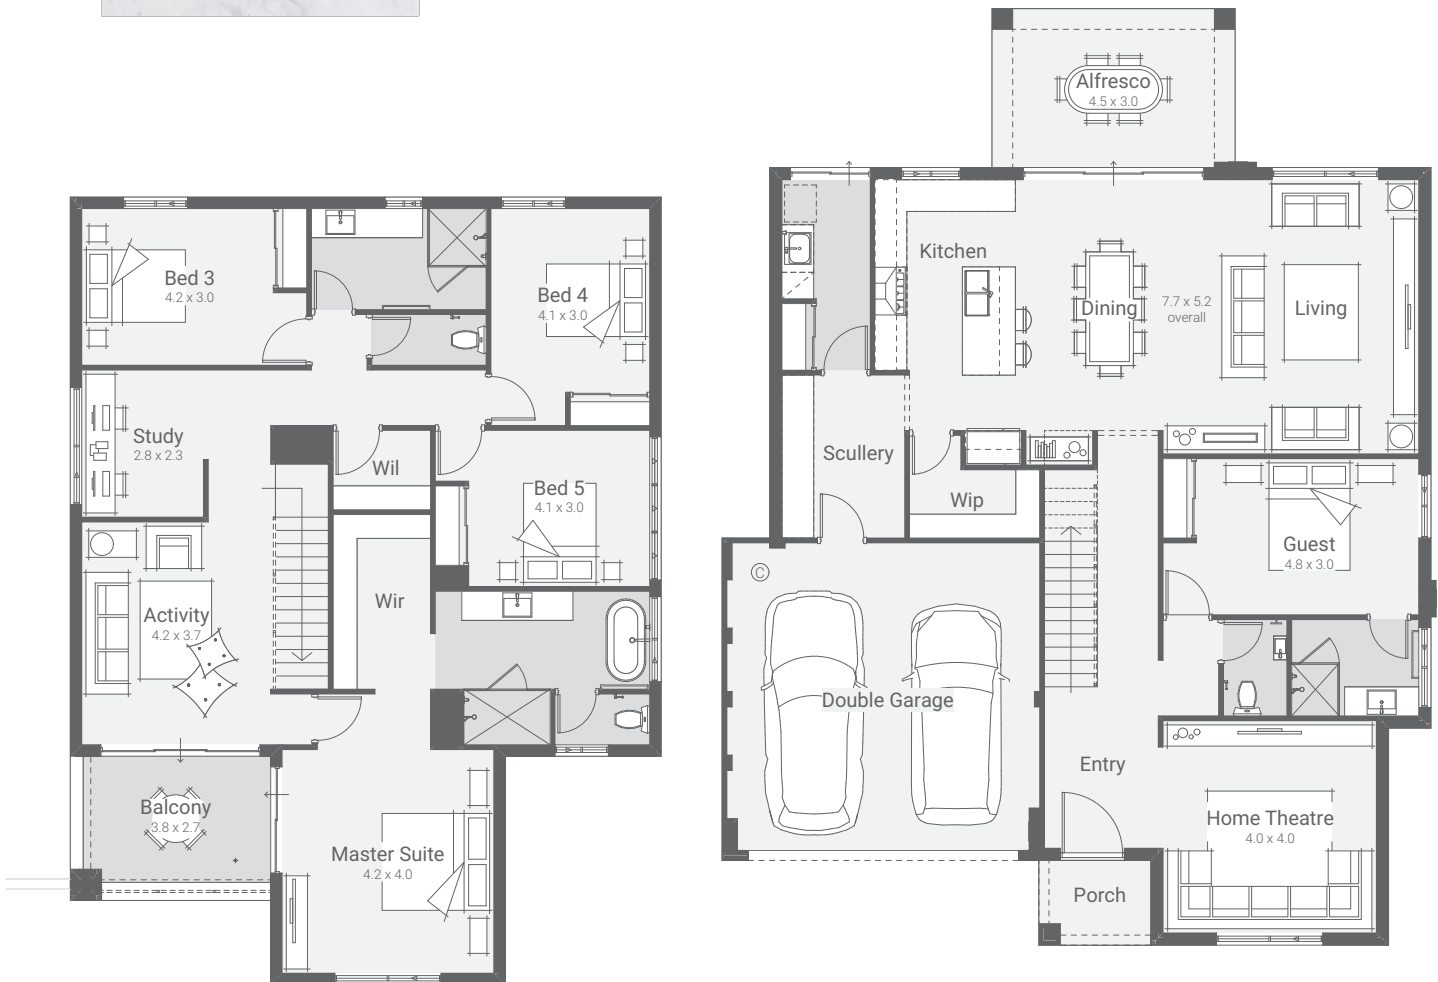 Bed 3
4.2 x 3.0
Bed 4
4.1 x 3.0
Study
2.8 x 2.3
Wil
Bed 5
4.1 x 3.0
Wir
Activity
4.2 x 3.7
Balcony
3.8 x 2.7
Master Suite
4.2 x 4.0
Alfresco
4.5 x 3.0
Kitchen
Dining
7.7 x 5.2
overall
Living
Scullery
Wip
Guest
4.8 x 3.0
C
Double Garage
Entry
Home Theatre
4.0 x 4.0
Porch